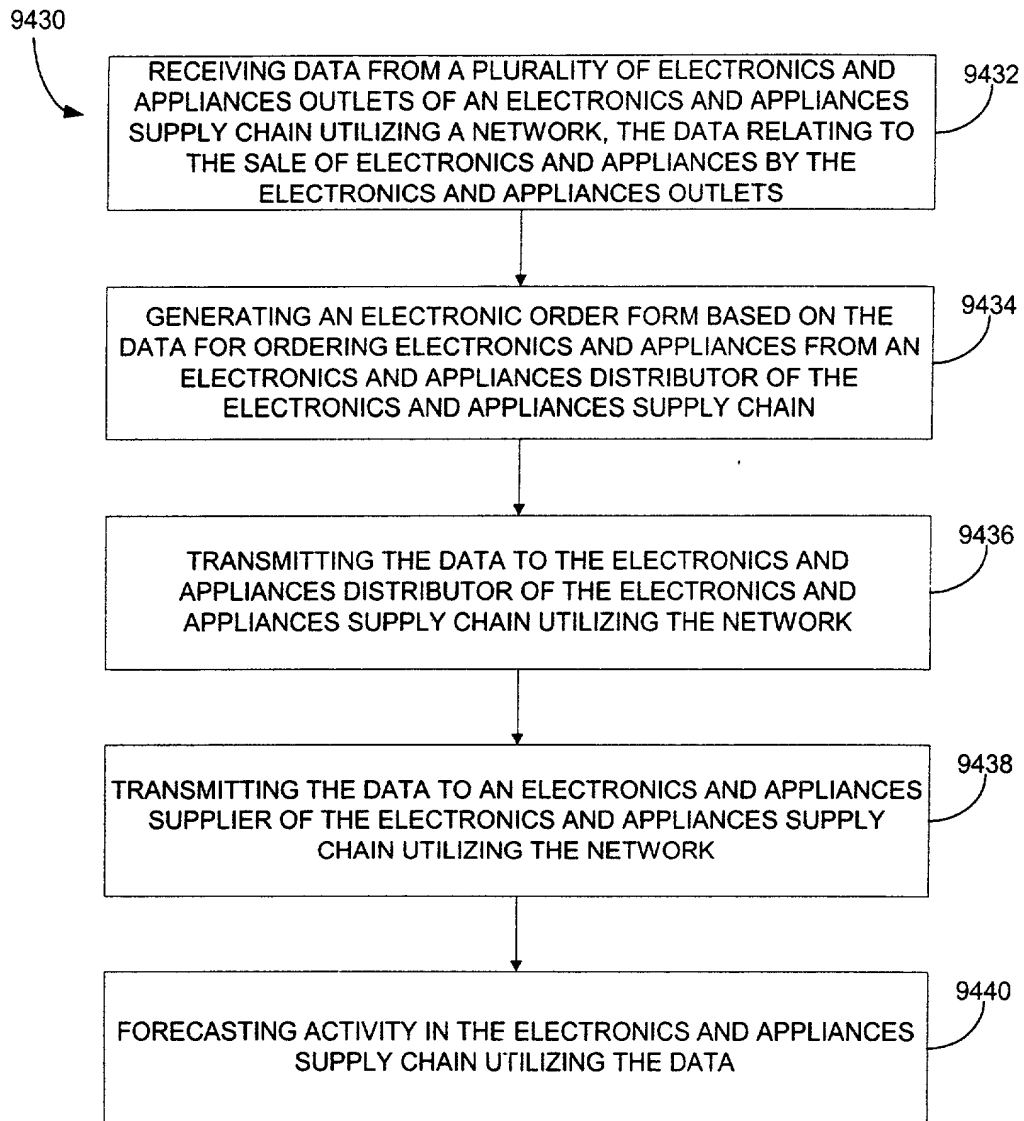 9430
RECEIVING DATA FROM A PLURALITY OF ELECTRONICS AND
APPLIANCES OUTLETS OF AN ELECTRONICS AND APPLIANCES
SUPPLY CHAIN UTILIZING A NETWORK, THE DATA RELATING TO
THE SALE OF ELECTRONICS AND APPLIANCES BY THE
ELECTRONICS AND APPLIANCES OUTLETS
9432
GENERATING AN ELECTRONIC ORDER FORM BASED ON THE
DATA FOR ORDERING ELECTRONICS AND APPLIANCES FROM AN
ELECTRONICS AND APPLIANCES DISTRIBUTOR OF THE
ELECTRONICS AND APPLIANCES SUPPLY CHAIN
9434
TRANSMITTING THE DATA TO THE ELECTRONICS AND
APPLIANCES DISTRIBUTOR OF THE ELECTRONICS AND
APPLIANCES SUPPLY CHAIN UTILIZING THE NETWORK
9436
TRANSMITTING THE DATA TO AN ELECTRONICS AND APPLIANCES
SUPPLIER OF THE ELECTRONICS AND APPLIANCES SUPPLY
CHAIN UTILIZING THE NETWORK
9438
FORECASTING ACTIVITY IN THE ELECTRONICS AND APPLIANCES
SUPPLY CHAIN UTILIZING THE DATA
9440